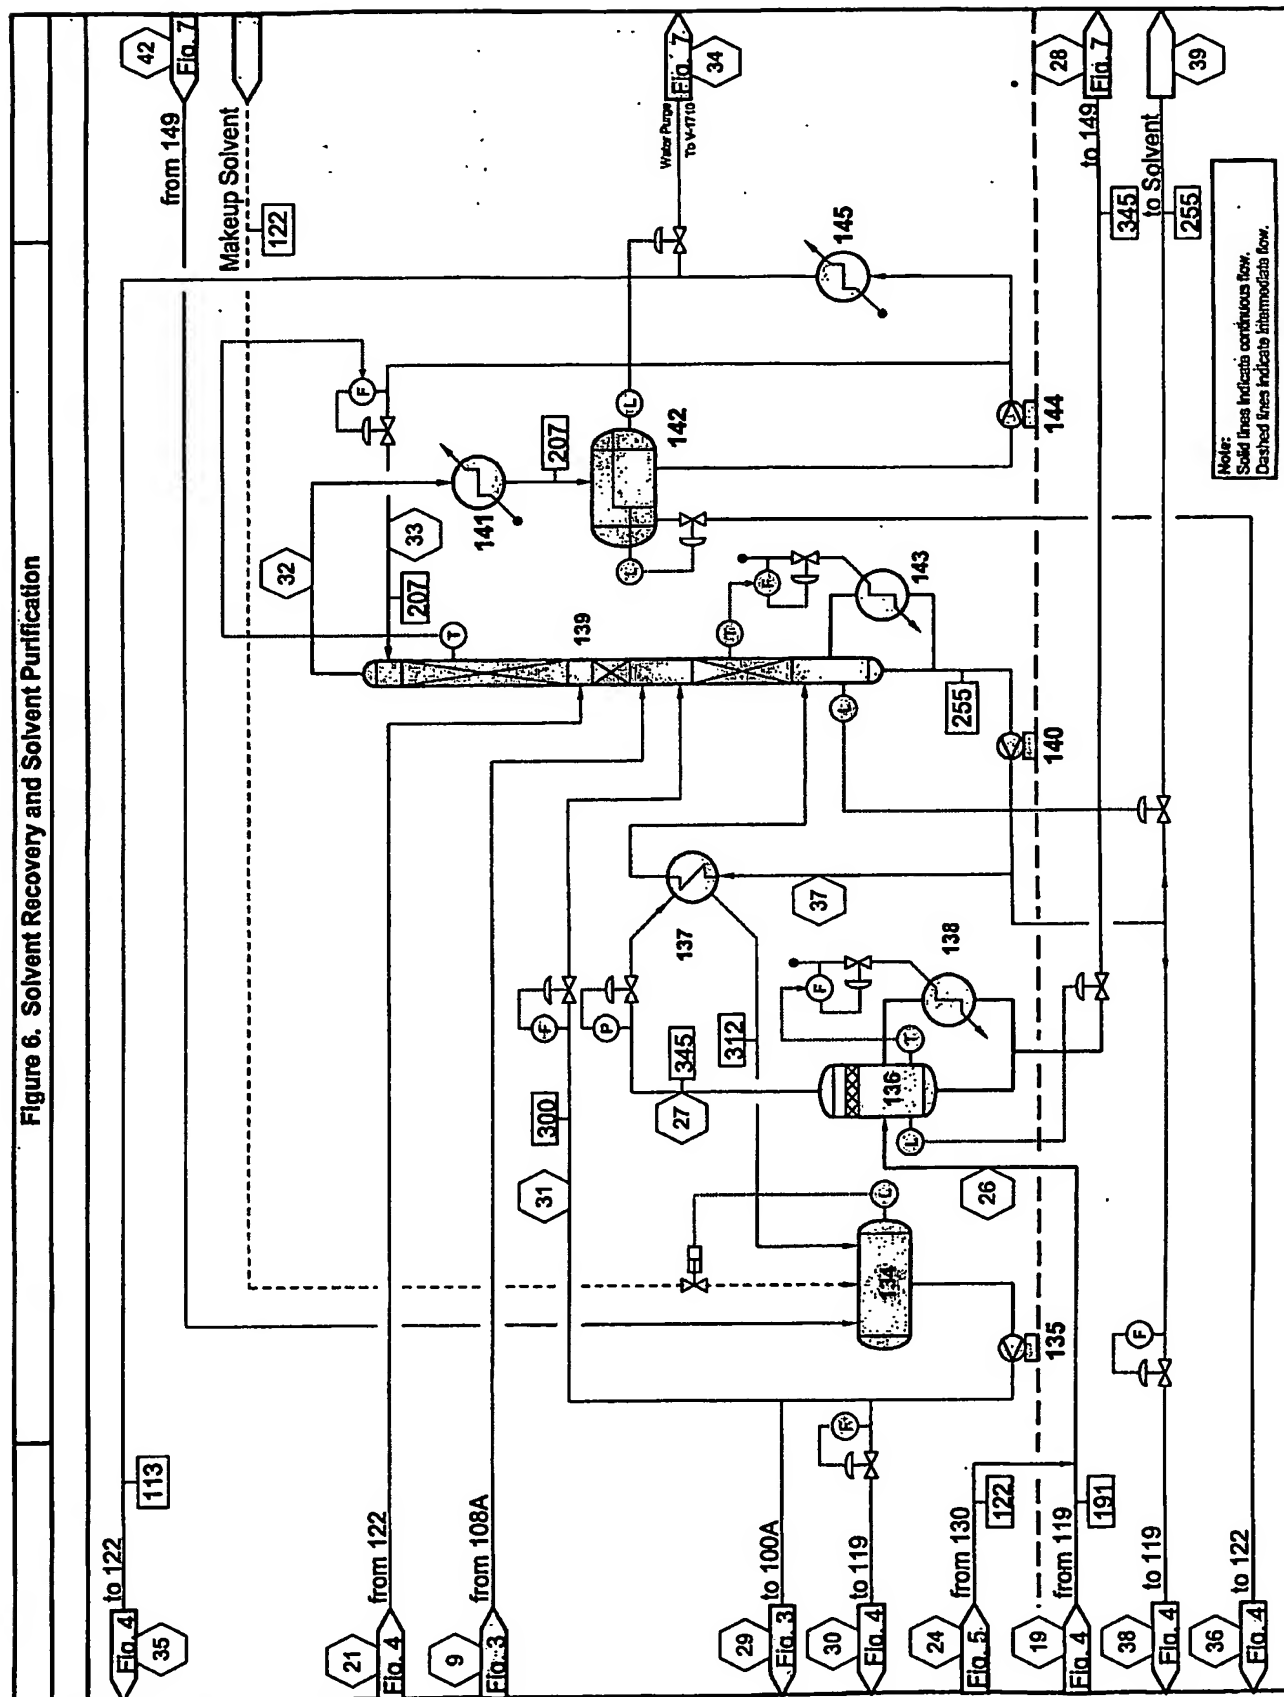 Figure 6. Solvent Recovery and Solvent Purification
Fig. 4
35
to 122
113
from 149
Fig. 7
42
Makeup Solvent
122
21
Fig. 4
from 122
9
Fig. 3
from 108A
32
33
207
F
T
141
207
139
L
142
L
Water Purge
To V-1710
Fig. 7
34
145
144
F
143
L
255
140
31
300
F
P
345
27
312
137
37
138
F
T
136
L
26
L
134
135
29
Fig. 3
to 100A
30
Fig. 4
to 119
24
Fig. 5
from 130
122
19
Fig. 4
from 119
191
38
Fig. 4
to 119
F
36
Fig. 4
to 122
to 149
345
28
Fig. 7
to Solvent
255
39
Note:
Solid lines indicate continuous flow.
Dashed lines indicate intermediate flow.